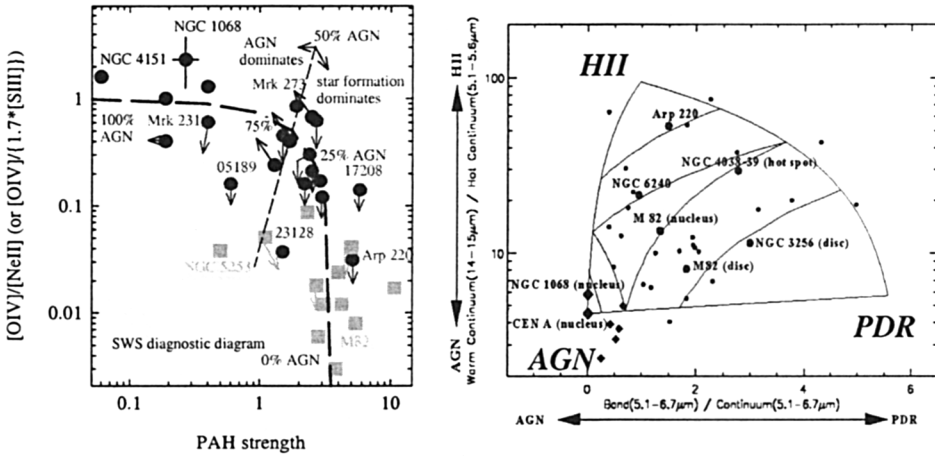 NGC 1068
50% AGN
NGC 4151
AGN
dominates
Mrk 273
star formation
dominates
1
100%
AGN
Mrk 231
75%
25% AGN
05189
17208
0.1
23128
NGC 5253
Arp 220
0.01
M82
SWS diagnostic diagram
0% AGN
0.1
1
10
PAH strength
[OIV]/[NeII] (or [OIV]/{1.7*[SIII]})
HII
AGN
Warm Continuum(14-15μm) / Hot Continuum(5.1-5.6μm)
100
10
HII
Arp 220
NGC 4038-39 (hot spot)
NGC 6240
M 82 (nucleus)
NGC 3256 (disc)
M82 (disc)
NGC 1068 (nucleus)
CEN A (nucleus)
PDR
AGN
0
2
4
6
Band(5.1-6.7μm) / Continuum(5.1-6.7μm)
AGN
PDR